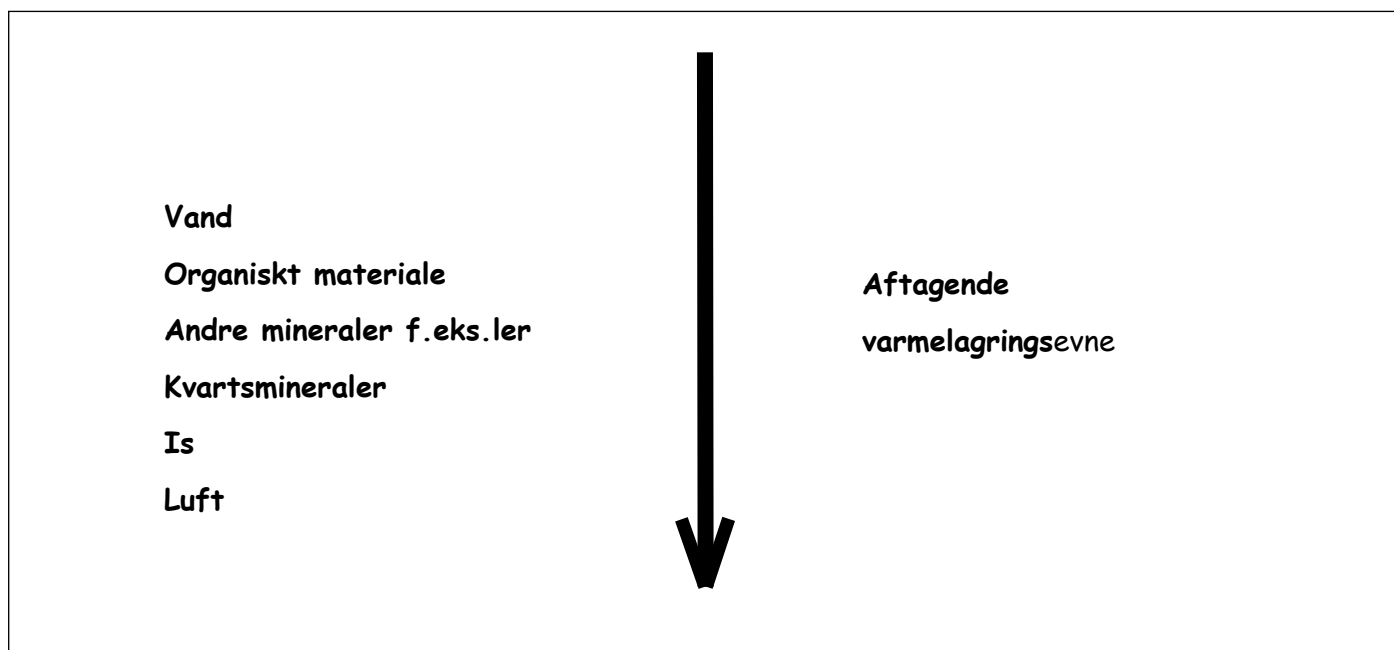 Vand
Organiskt materiale
Andre mineraler f.eks.ler
Kvartsmineraler
Is
Luft
Aftagende
varmelagringsevne